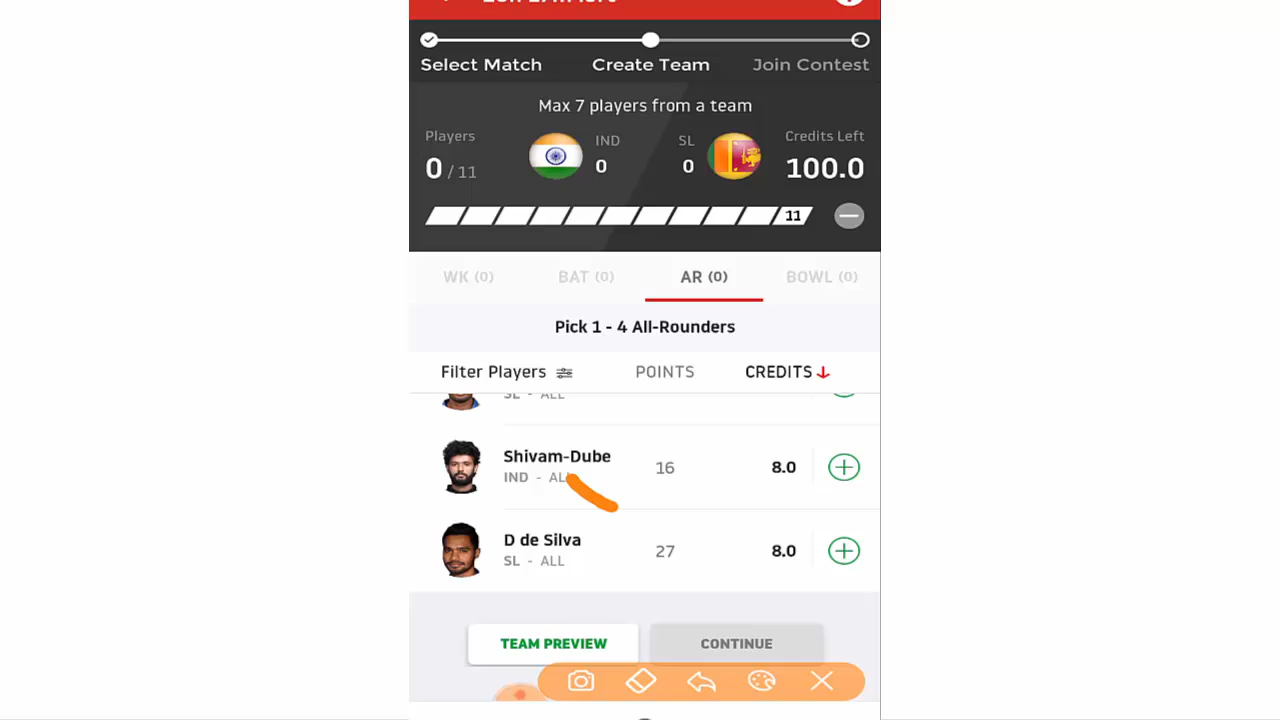 Select Match Create Team Join Contest
Max 7 players from a team
Players IND SL Credits Left
0 / 11 0 0 100.0
11
WK (0) BAT (0) AR (0) BOWL (0)
Pick 1 - 4 All-Rounders
Filter Players POINTS CREDITS
SL - ALL
Shivam-Dube 16 8.0
IND - ALL
D de Silva 27 8.0
SL - ALL
TEAM PREVIEW CONTINUE